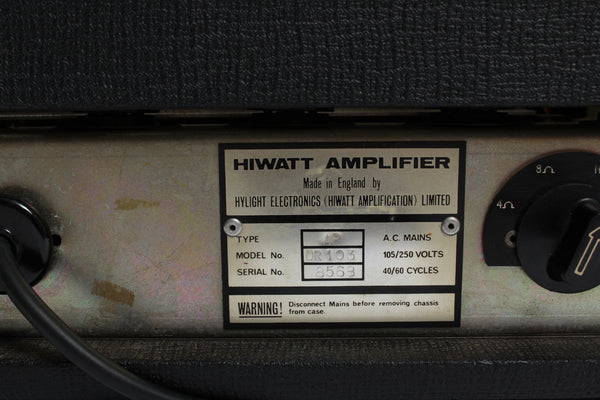 HIWATT AMPLIFIER
Made in England by
HYLIGHT ELECTRONICS (HIWATT AMPLIFICATION) LIMITED
TYPE A.C. MAINS
MODEL No. DR103 105/250 VOLTS
SERIAL No. 8563 40/60 CYCLES
WARNING! Disconnect Mains before removing chassis
from case.
4Ω 8Ω